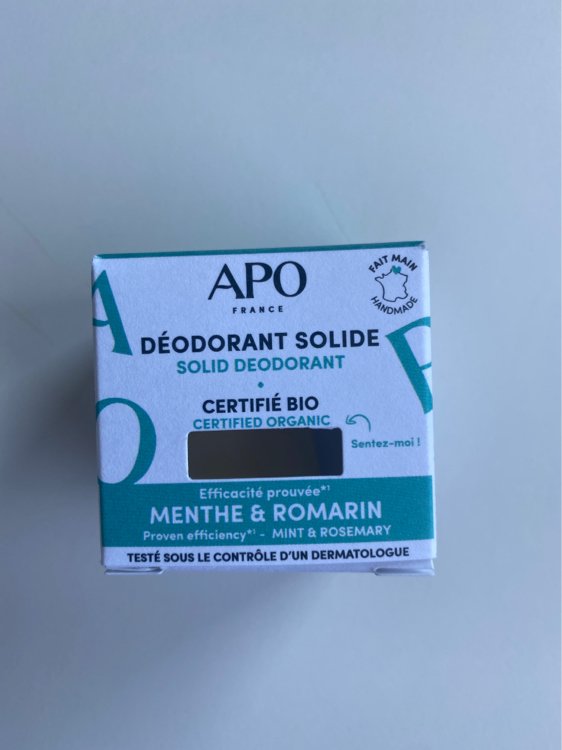 APO
FRANCE
FAIT MAIN
HANDMADE
DÉODORANT SOLIDE
SOLID DEODORANT
CERTIFIÉ BIO
CERTIFIED ORGANIC
Sentez-moi !
Efficacité prouvée*¹
MENTHE & ROMARIN
Proven efficiency*¹ - MINT & ROSEMARY
TESTÉ SOUS LE CONTRÔLE D'UN DERMATOLOGUE
A
O
P